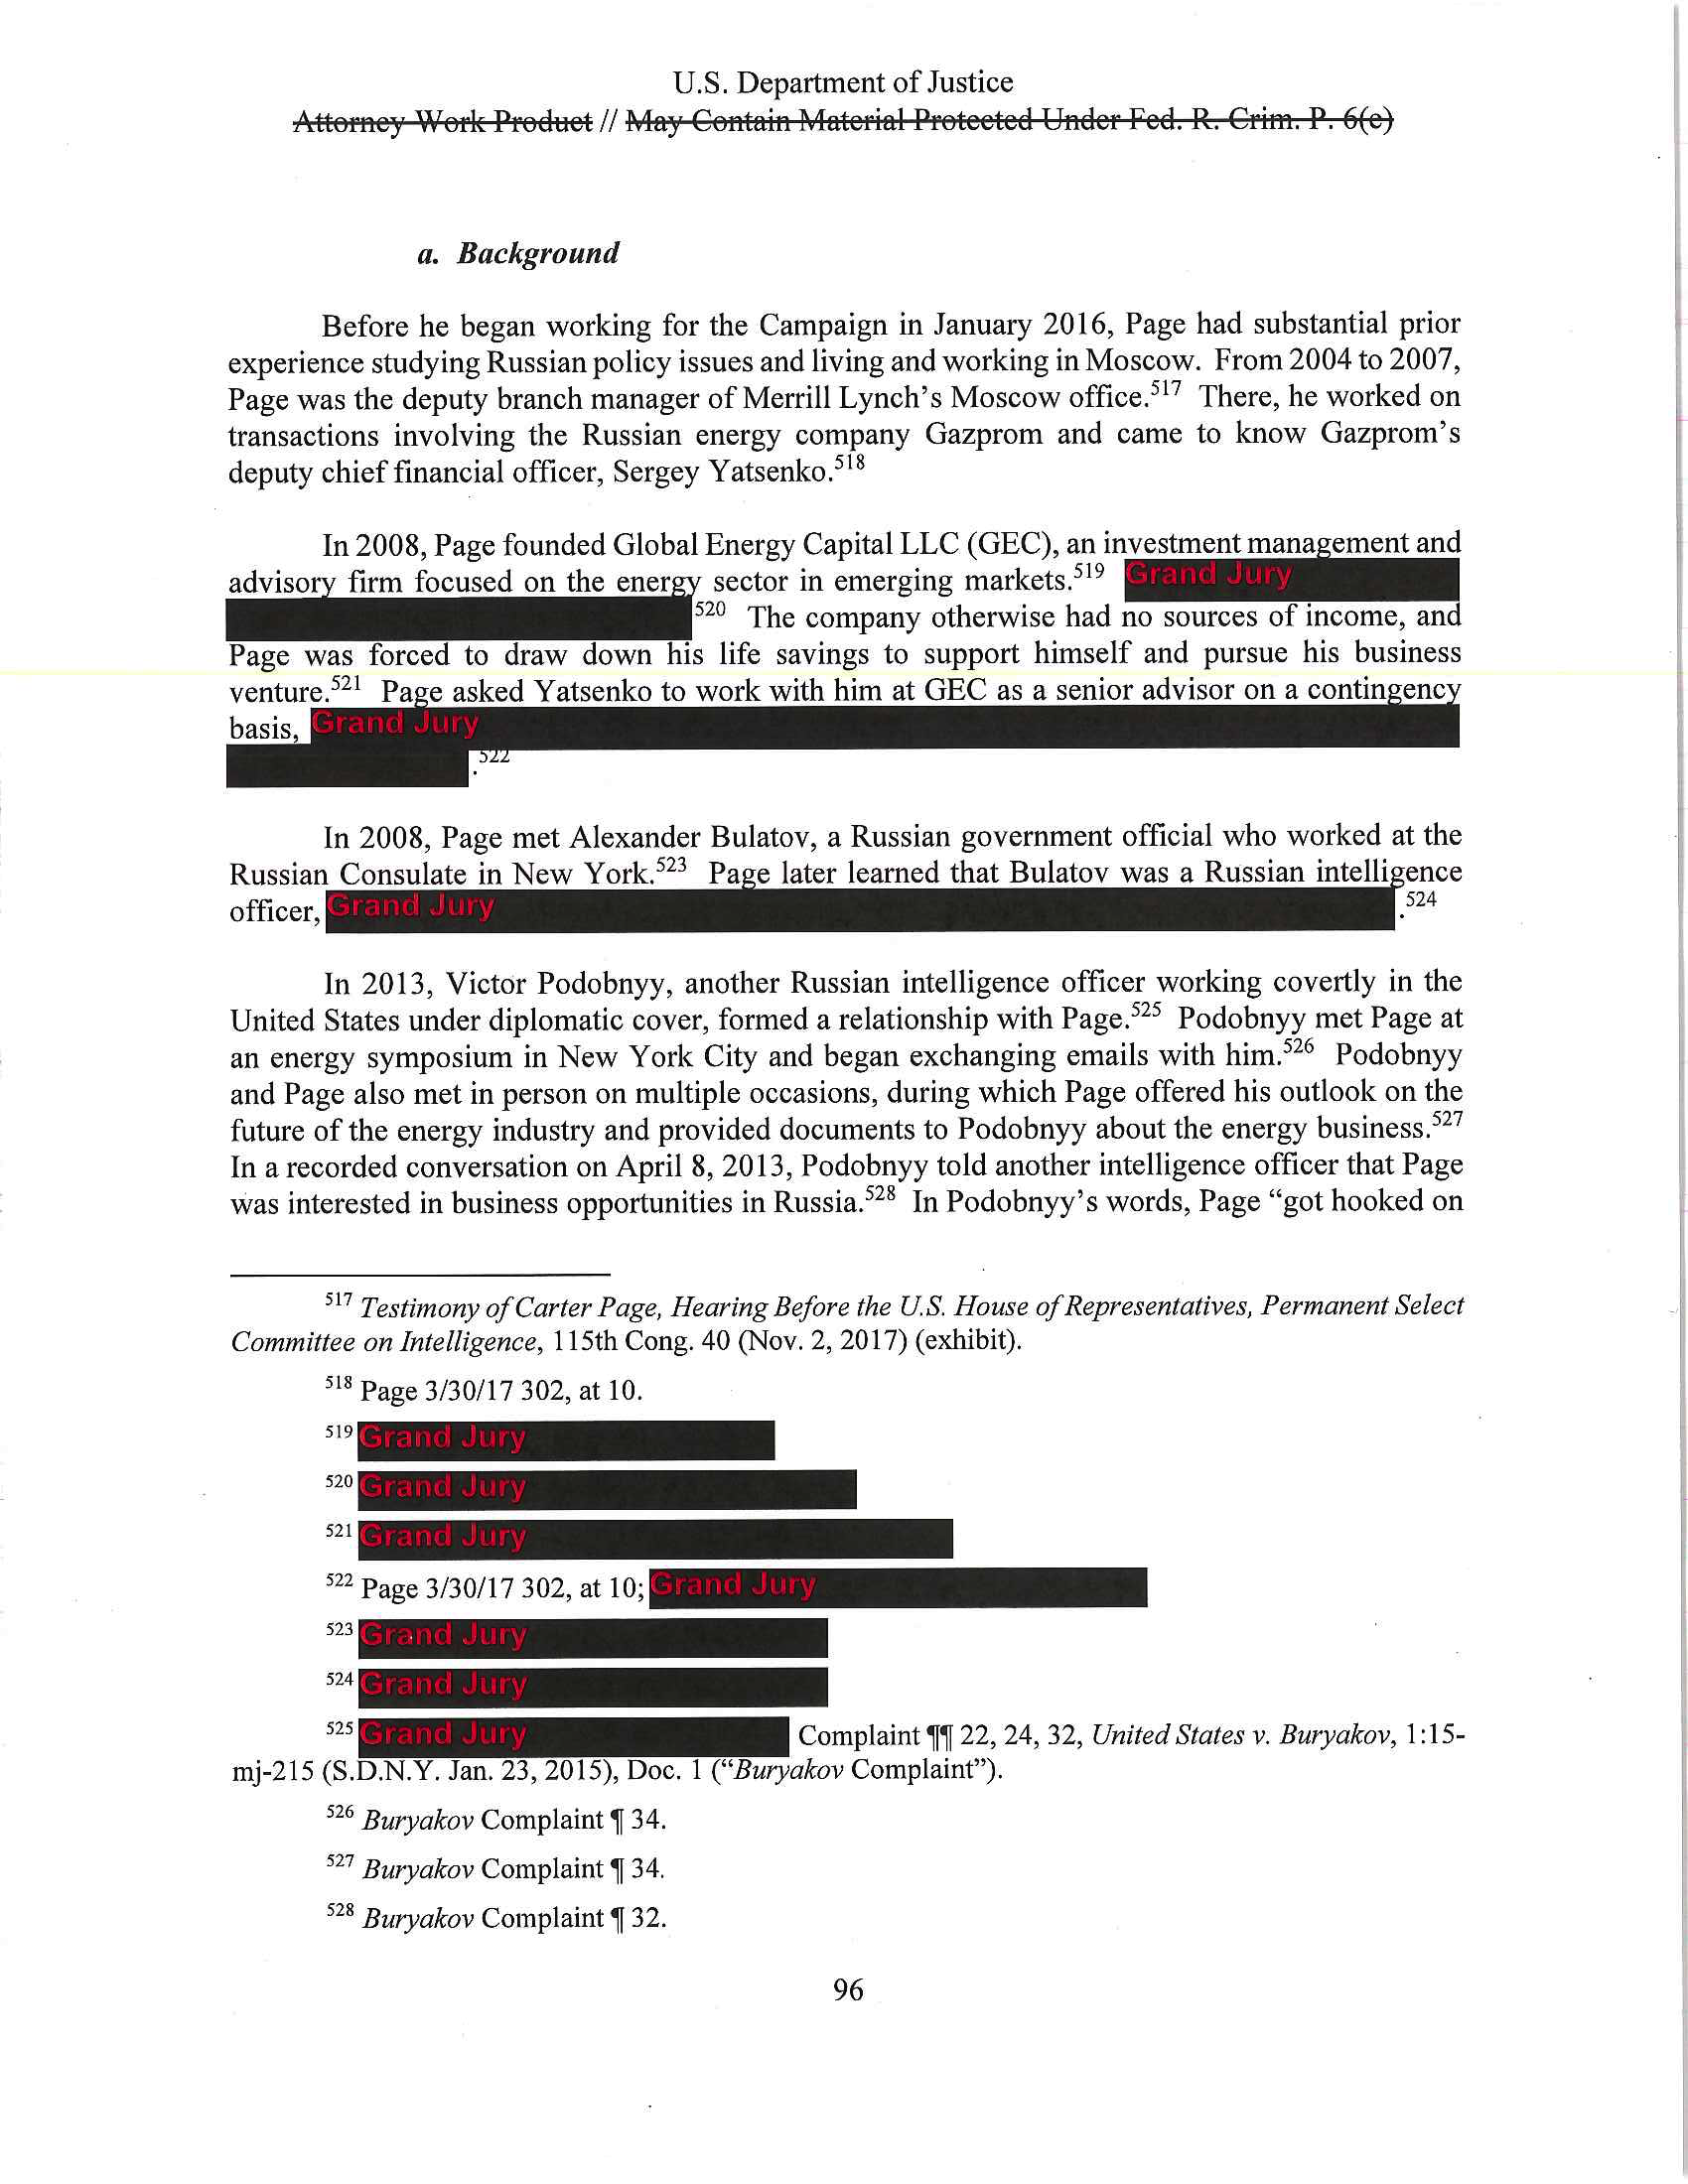 U.S. Department of Justice
Attorney Work Product // May Contain Material Protected Under Fed. R. Crim. P. 6(e)
a. Background
Before he began working for the Campaign in January 2016, Page had substantial prior
experience studying Russian policy issues and living and working in Moscow. From 2004 to 2007,
Page was the deputy branch manager of Merrill Lynch's Moscow office.517 There, he worked on
transactions involving the Russian energy company Gazprom and came to know Gazprom's
deputy chief financial officer, Sergey Yatsenko.518
In 2008, Page founded Global Energy Capital LLC (GEC), an investment management and
advisory firm focused on the energy sector in emerging markets.519 Grand Jury
520 The company otherwise had no sources of income, and
Page was forced to draw down his life savings to support himself and pursue his business
venture.521 Page asked Yatsenko to work with him at GEC as a senior advisor on a contingency
basis, Grand Jury
.522
In 2008, Page met Alexander Bulatov, a Russian government official who worked at the
Russian Consulate in New York.523 Page later learned that Bulatov was a Russian intelligence
officer, Grand Jury .524
In 2013, Victor Podobnyy, another Russian intelligence officer working covertly in the
United States under diplomatic cover, formed a relationship with Page.525 Podobnyy met Page at
an energy symposium in New York City and began exchanging emails with him.526 Podobnyy
and Page also met in person on multiple occasions, during which Page offered his outlook on the
future of the energy industry and provided documents to Podobnyy about the energy business.527
In a recorded conversation on April 8, 2013, Podobnyy told another intelligence officer that Page
was interested in business opportunities in Russia.528 In Podobnyy's words, Page “got hooked on
517 Testimony of Carter Page, Hearing Before the U.S. House of Representatives, Permanent Select
Committee on Intelligence, 115th Cong. 40 (Nov. 2, 2017) (exhibit).
518 Page 3/30/17 302, at 10.
519 Grand Jury
520 Grand Jury
521 Grand Jury
522 Page 3/30/17 302, at 10; Grand Jury
523 Grand Jury
524 Grand Jury
525 Grand Jury Complaint ¶¶ 22, 24, 32, United States v. Buryakov, 1:15-
mj-215 (S.D.N.Y. Jan. 23, 2015), Doc. 1 (“Buryakov Complaint”).
526 Buryakov Complaint ¶ 34.
527 Buryakov Complaint ¶ 34.
528 Buryakov Complaint ¶ 32.
96